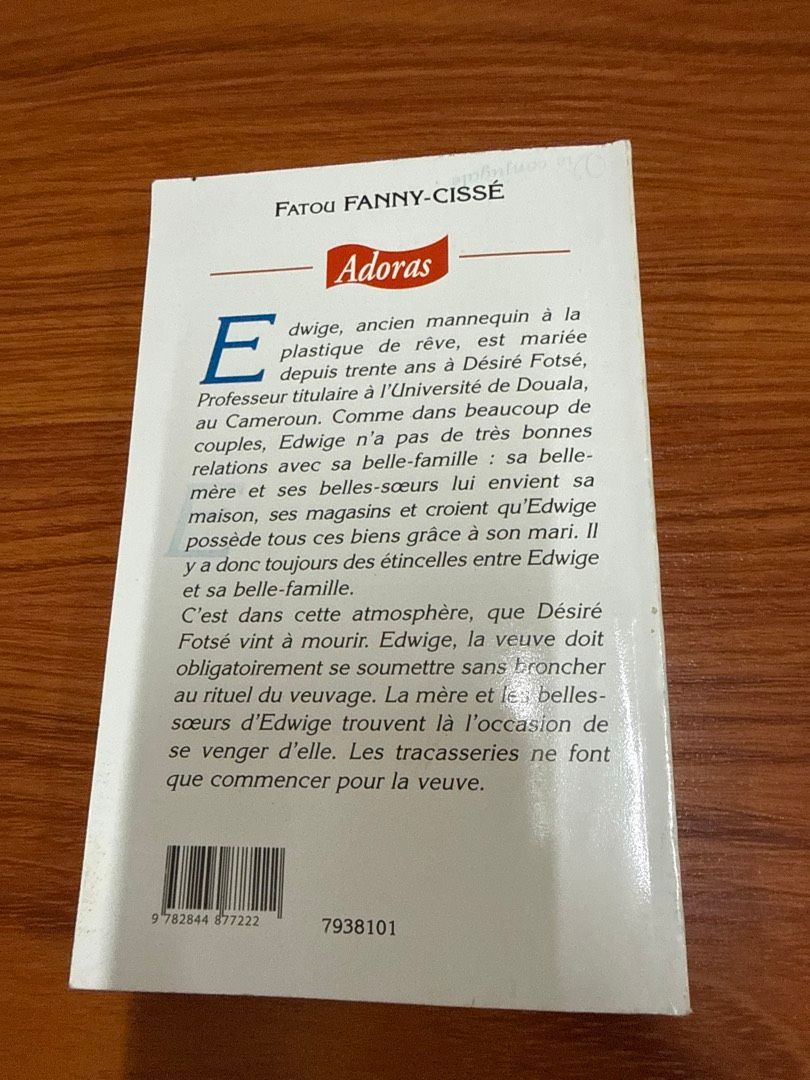 FATOU FANNY-CISSÉ
Adoras
Edwige, ancien mannequin à la
plastique de rêve, est mariée
depuis trente ans à Désiré Fotsé,
Professeur titulaire à l'Université de Douala,
au Cameroun. Comme dans beaucoup de
couples, Edwige n'a pas de très bonnes
relations avec sa belle-famille : sa belle-
mère et ses belles-sœurs lui envient sa
maison, ses magasins et croient qu'Edwige
possède tous ces biens grâce à son mari. Il
y a donc toujours des étincelles entre Edwige
et sa belle-famille.
C'est dans cette atmosphère, que Désiré
Fotsé vint à mourir. Edwige, la veuve doit
obligatoirement se soumettre sans broncher
au rituel du veuvage. La mère et les belles-
sœurs d'Edwige trouvent là l'occasion de
se venger d'elle. Les tracasseries ne font
que commencer pour la veuve.
9 782844 877222
7938101